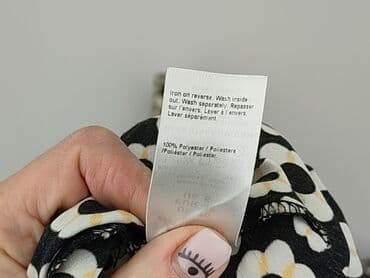 Iron on reverse. Wash inside
out. Wash separately. Repasser
sur l'envers. Laver à l'envers.
Laver séparément.
100% Polyester / Poliesters
/Poliester / Poliester.